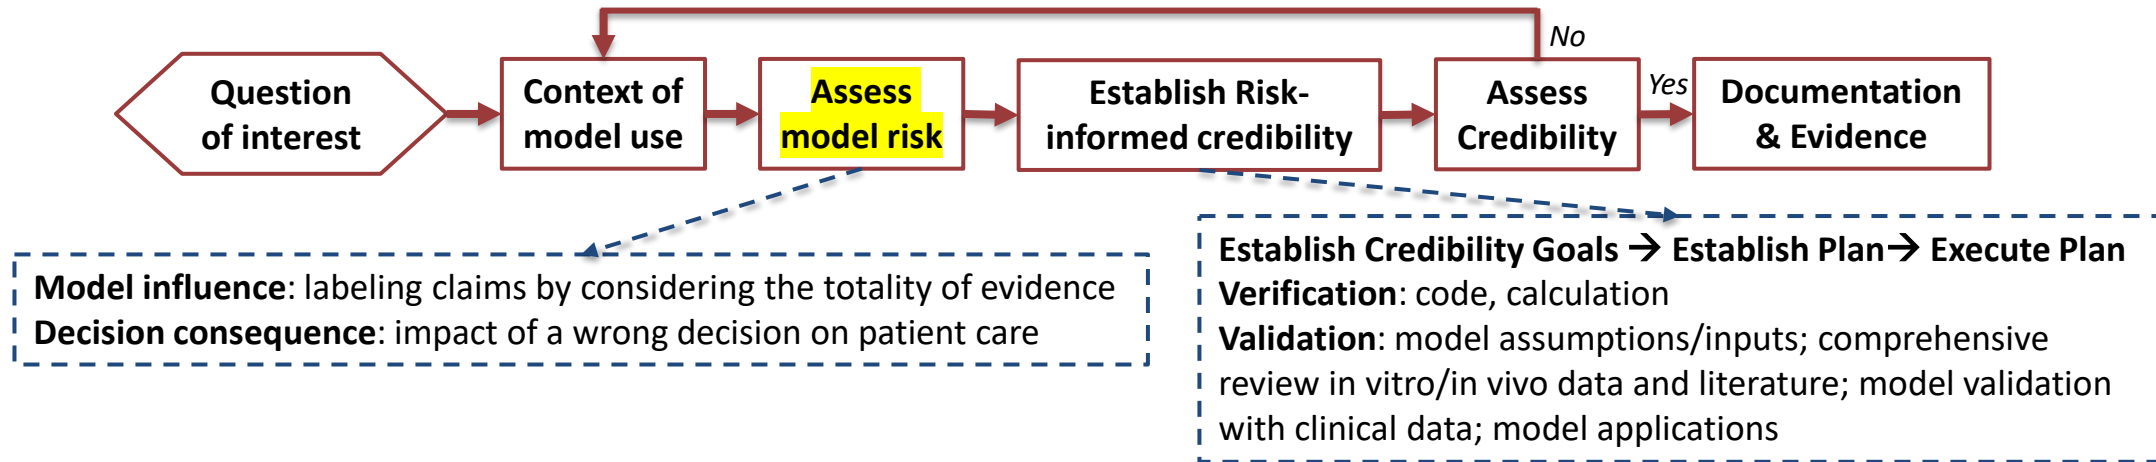 No
Question
of interest
Context of
model use
Assess
model risk
Establish Risk-
informed credibility
Assess
Credibility
Yes
Documentation
& Evidence
Model influence: labeling claims by considering the totality of evidence
Decision consequence: impact of a wrong decision on patient care
Establish Credibility Goals → Establish Plan→ Execute Plan
Verification: code, calculation
Validation: model assumptions/inputs; comprehensive
review in vitro/in vivo data and literature; model validation
with clinical data; model applications